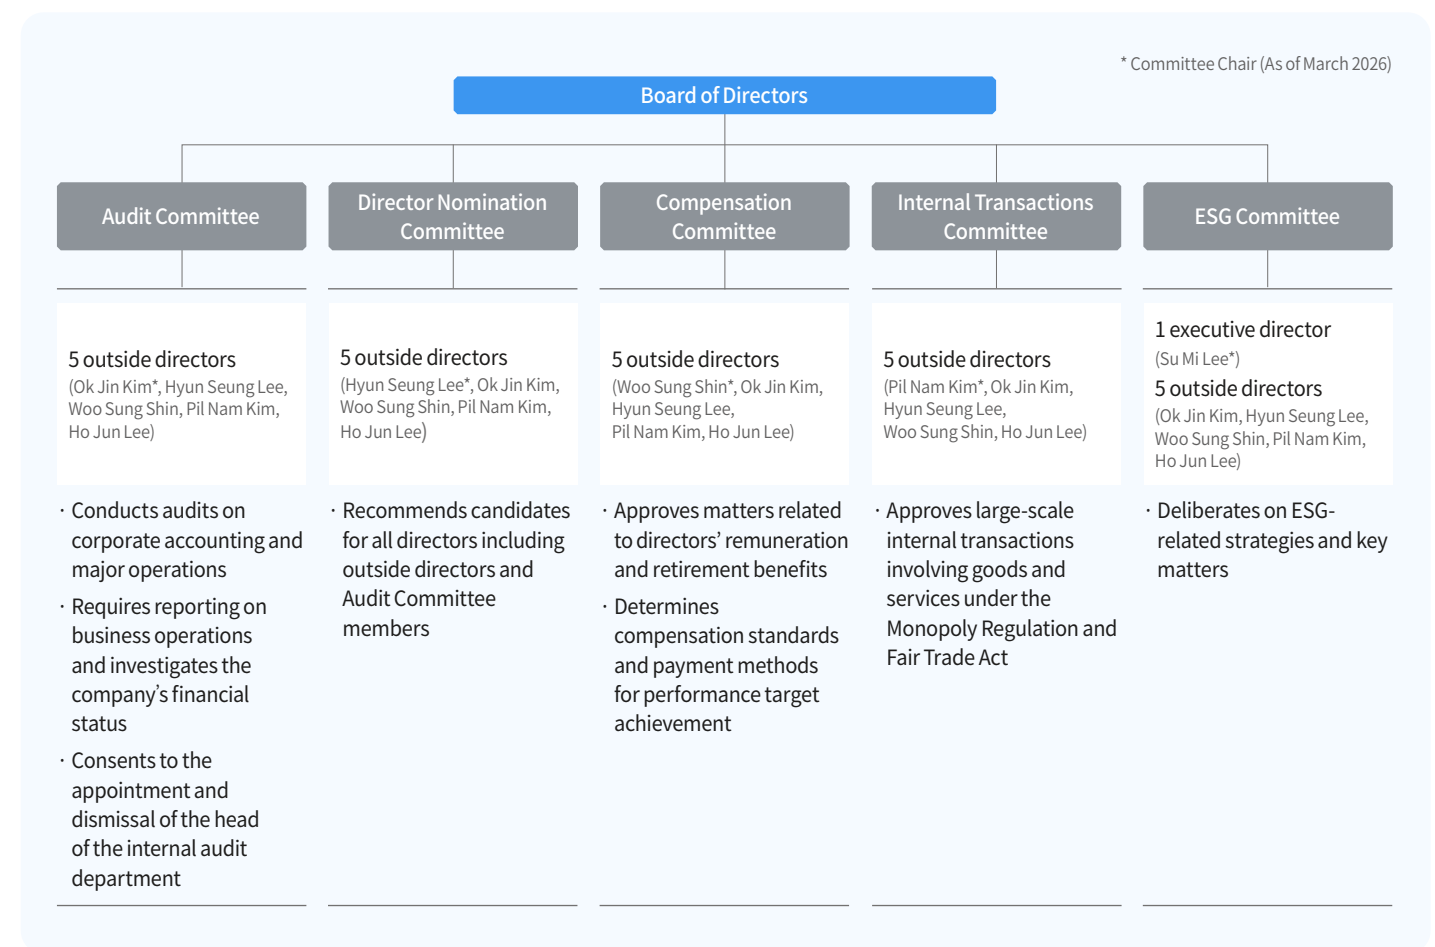 * Committee Chair (As of March 2026)
Board of Directors
Audit Committee
5 outside directors
(Ok Jin Kim*, Hyun Seung Lee,
Woo Sung Shin, Pil Nam Kim,
Ho Jun Lee)
· Conducts audits on
corporate accounting and
major operations
· Requires reporting on
business operations
and investigates the
company's financial
status
· Consents to the
appointment and
dismissal of the head
of the internal audit
department
Director Nomination
Committee
5 outside directors
(Hyun Seung Lee*, Ok Jin Kim,
Woo Sung Shin, Pil Nam Kim,
Ho Jun Lee)
· Recommends candidates
for all directors including
outside directors and
Audit Committee
members
Compensation
Committee
5 outside directors
(Woo Sung Shin*, Ok Jin Kim,
Hyun Seung Lee,
Pil Nam Kim, Ho Jun Lee)
· Approves matters related
to directors' remuneration
and retirement benefits
· Determines
compensation standards
and payment methods
for performance target
achievement
Internal Transactions
Committee
5 outside directors
(Pil Nam Kim*, Ok Jin Kim,
Hyun Seung Lee,
Woo Sung Shin, Ho Jun Lee)
· Approves large-scale
internal transactions
involving goods and
services under the
Monopoly Regulation and
Fair Trade Act
ESG Committee
1 executive director
(Su Mi Lee*)
5 outside directors
(Ok Jin Kim, Hyun Seung Lee,
Woo Sung Shin, Pil Nam Kim,
Ho Jun Lee)
· Deliberates on ESG-
related strategies and key
matters